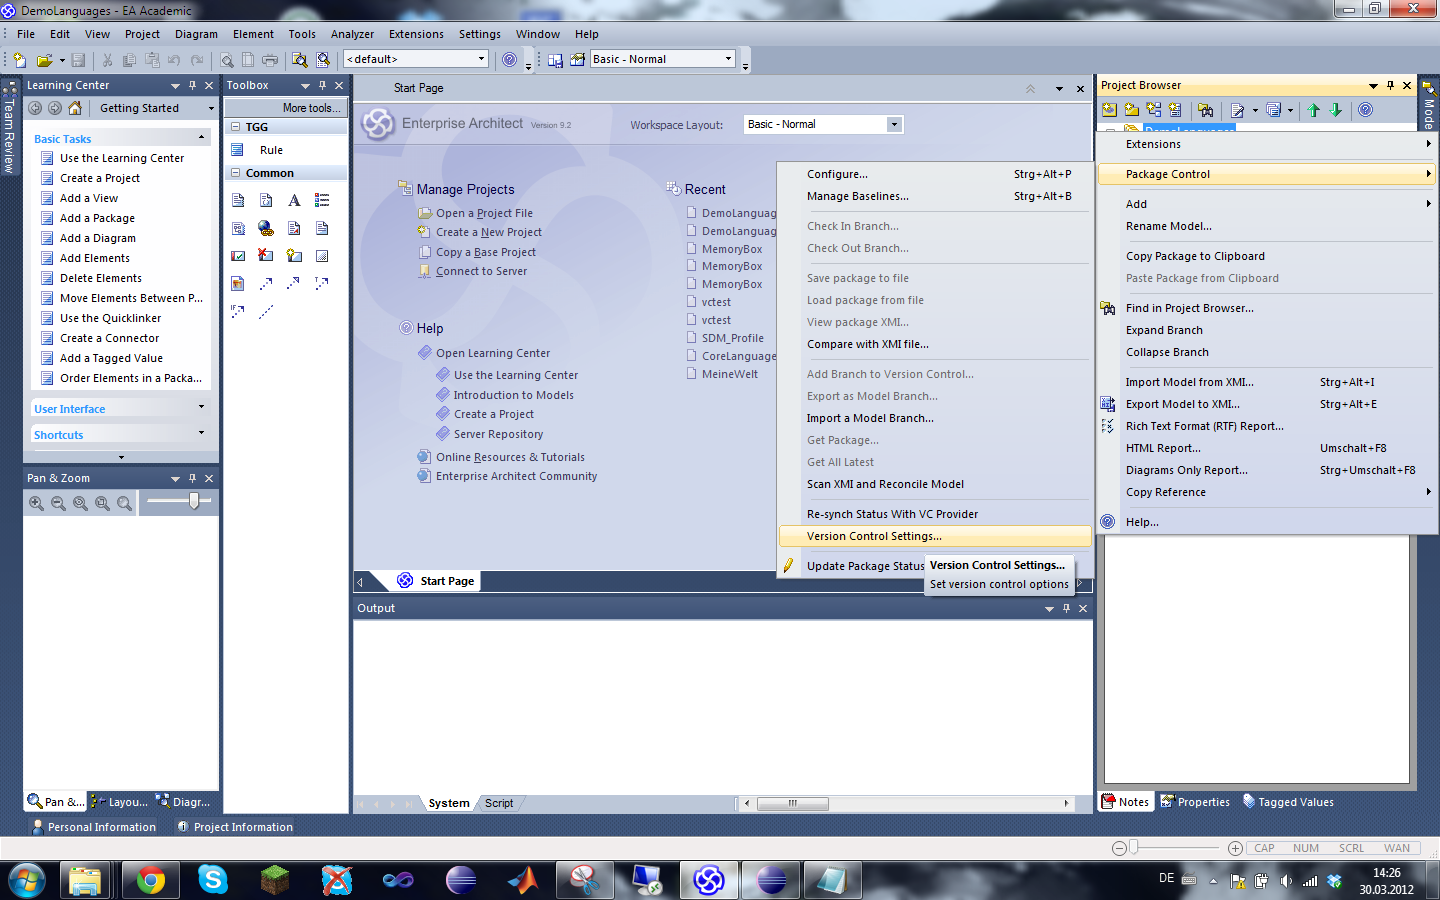 DemoLanguages - EA Academic
File Edit View Project Diagram Element Tools Analyzer Extensions Settings Window Help
<default>
Basic - Normal
Team Review
Learning Center
Getting Started
Basic Tasks
Use the Learning Center
Create a Project
Add a View
Add a Package
Add a Diagram
Add Elements
Delete Elements
Move Elements Between P...
Use the Quicklinker
Create a Connector
Add a Tagged Value
Order Elements in a Packa...
User Interface
Shortcuts
Pan & Zoom
Pan &... Layou... Diagr...
Toolbox
More tools...
TGG
Rule
Common
Start Page
Enterprise Architect Version 9.2
Workspace Layout: Basic - Normal
Manage Projects
Open a Project File
Create a New Project
Copy a Base Project
Connect to Server
Help
Open Learning Center
Use the Learning Center
Introduction to Models
Create a Project
Server Repository
Online Resources & Tutorials
Enterprise Architect Community
Recent
DemoLanguag
DemoLanguag
MemoryBox
MemoryBox
MemoryBox
vctest
vctest
SDM_Profile
CoreLanguage
MeineWelt
Start Page
Configure... Strg+Alt+P
Manage Baselines... Strg+Alt+B
Check In Branch...
Check Out Branch...
Save package to file
Load package from file
View package XMI...
Compare with XMI file...
Add Branch to Version Control...
Export as Model Branch...
Import a Model Branch...
Get Package...
Get All Latest
Scan XMI and Reconcile Model
Re-synch Status With VC Provider
Version Control Settings...
Update Package Status
Version Control Settings...
Set version control options
Project Browser
DemoLanguages
Mode
Extensions
Package Control
Add
Rename Model...
Copy Package to Clipboard
Paste Package from Clipboard
Find in Project Browser...
Expand Branch
Collapse Branch
Import Model from XMI... Strg+Alt+I
Export Model to XMI... Strg+Alt+E
Rich Text Format (RTF) Report...
HTML Report... Umschalt+F8
Diagrams Only Report... Strg+Umschalt+F8
Copy Reference
Help...
Output
System Script
Notes Properties Tagged Values
Personal Information Project Information
CAP NUM SCRL WAN
DE
14:26
30.03.2012